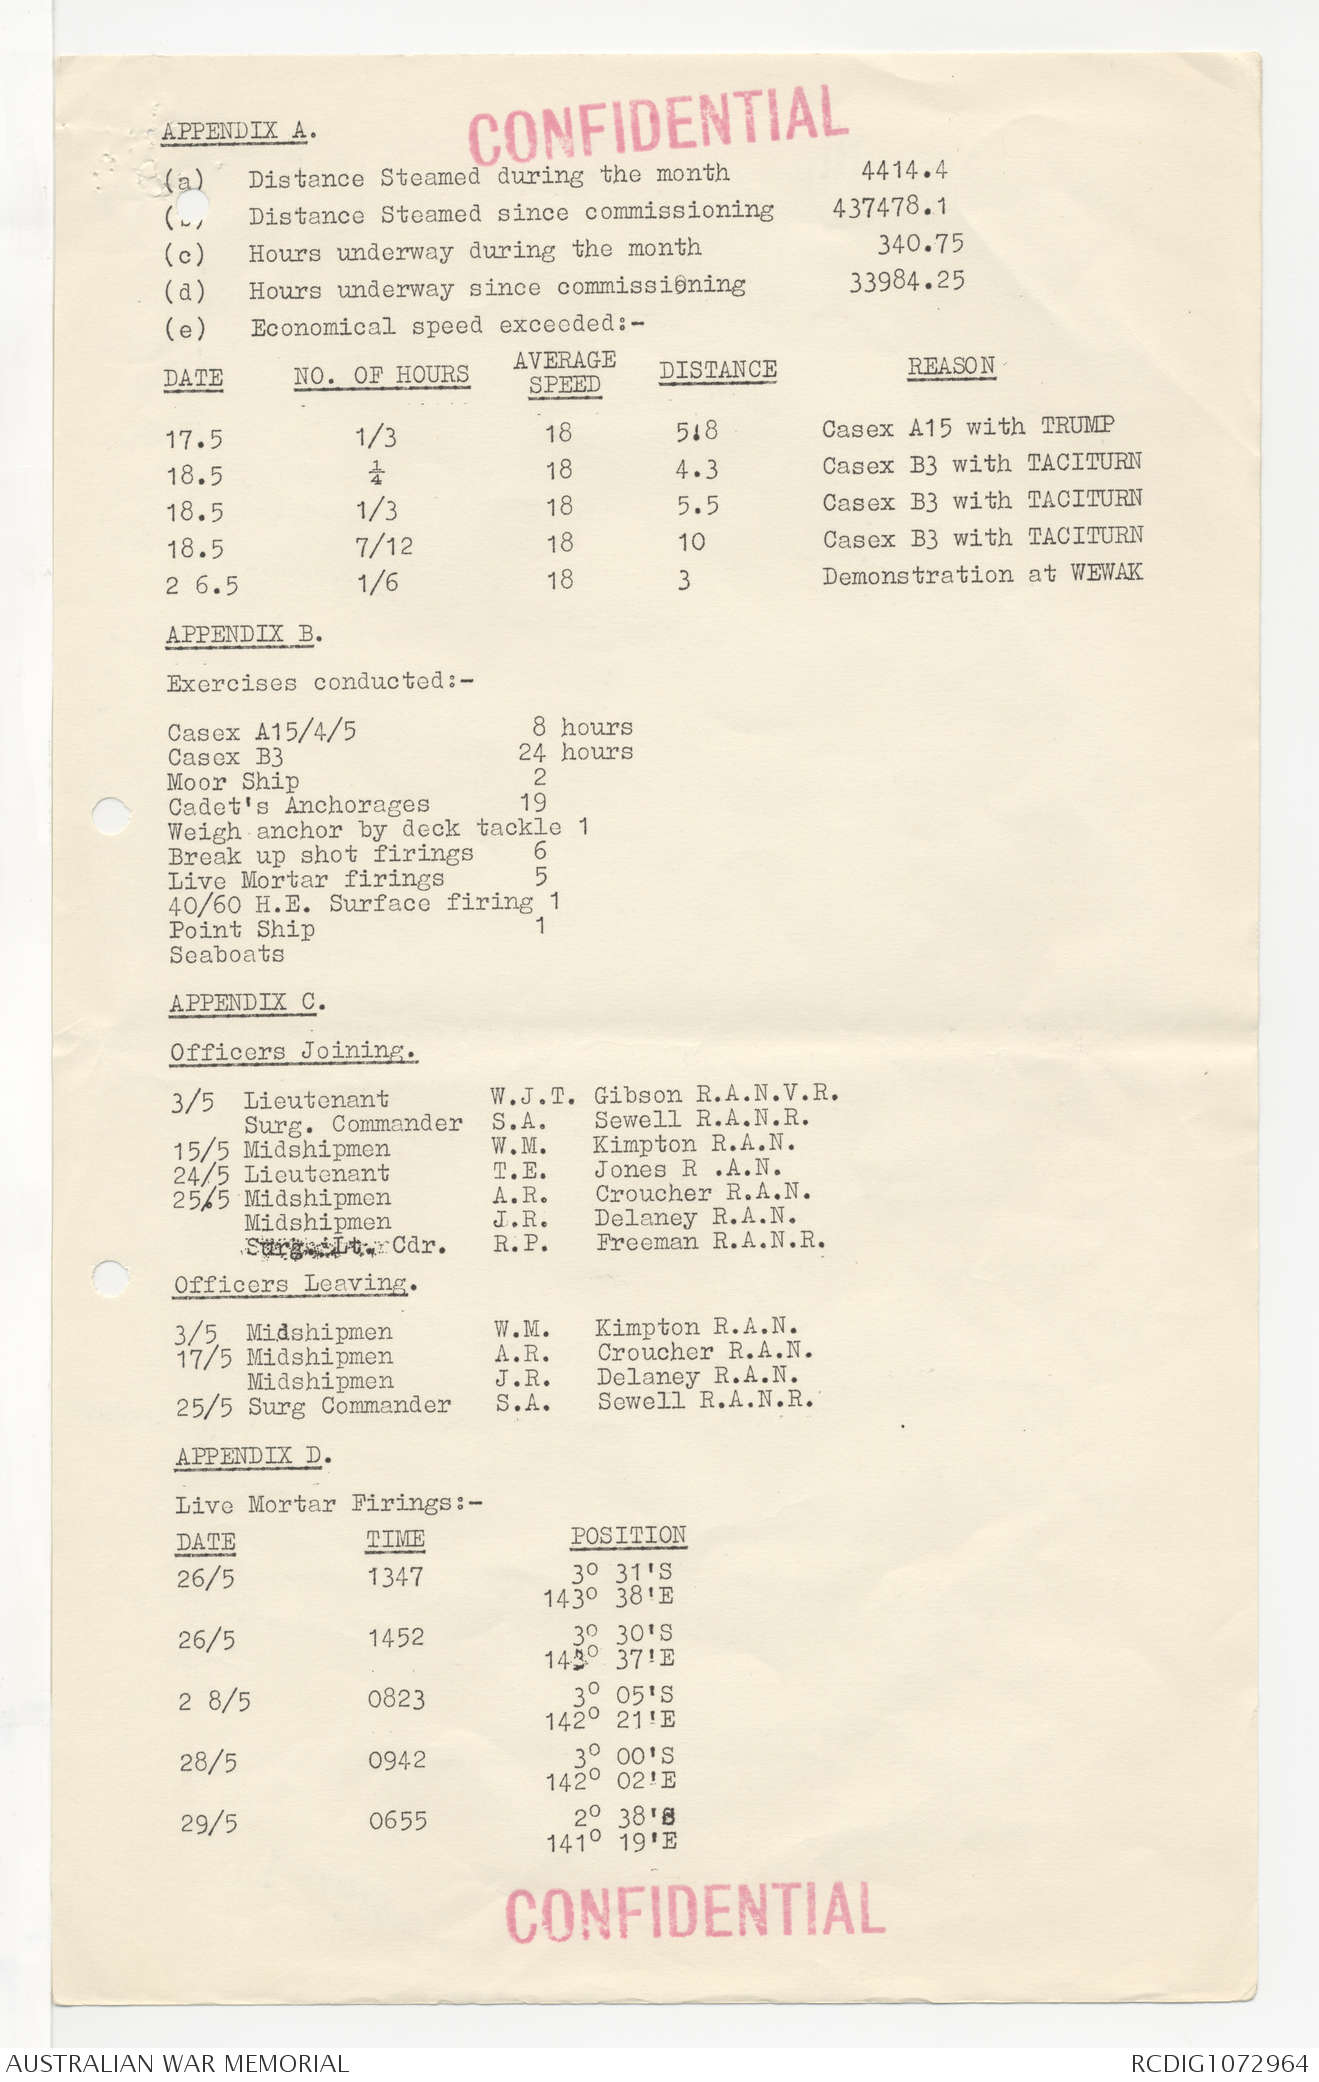 CONFIDENTIAL
APPENDIX A.
(a) Distance Steamed during the month 4414.4
(b) Distance Steamed since commissioning 437478.1
(c) Hours underway during the month 340.75
(d) Hours underway since commissioning 33984.25
(e) Economical speed exceeded:-
DATE NO. OF HOURS AVERAGE SPEED DISTANCE REASON
17.5 1/3 18 5.8 Casex A15 with TRUMP
18.5 ¼ 18 4.3 Casex B3 with TACITURN
18.5 1/3 18 5.5 Casex B3 with TACITURN
18.5 7/12 18 10 Casex B3 with TACITURN
2 6.5 1/6 18 3 Demonstration at WEWAK
APPENDIX B.
Exercises conducted:-
Casex A15/4/5 8 hours
Casex B3 24 hours
Moor Ship 2
Cadet's Anchorages 19
Weigh anchor by deck tackle 1
Break up shot firings 6
Live Mortar firings 5
40/60 H.E. Surface firing 1
Point Ship 1
Seaboats
APPENDIX C.
Officers Joining.
3/5 Lieutenant W.J.T. Gibson R.A.N.V.R.
Surg. Commander S.A. Sewell R.A.N.R.
15/5 Midshipmen W.M. Kimpton R.A.N.
24/5 Lieutenant T.E. Jones R .A.N.
25/5 Midshipmen A.R. Croucher R.A.N.
Midshipmen J.R. Delaney R.A.N.
Surg. Lt. Cdr. R.P. Freeman R.A.N.R.
Officers Leaving.
3/5 Midshipmen W.M. Kimpton R.A.N.
17/5 Midshipmen A.R. Croucher R.A.N.
Midshipmen J.R. Delaney R.A.N.
25/5 Surg Commander S.A. Sewell R.A.N.R.
APPENDIX D.
Live Mortar Firings:-
DATE TIME POSITION
26/5 1347 3° 31'S
143° 38'E
26/5 1452 3° 30'S
143° 37'E
2 8/5 0823 3° 05'S
142° 21'E
28/5 0942 3° 00'S
142° 02'E
29/5 0655 2° 38'S
141° 19'E
CONFIDENTIAL
AUSTRALIAN WAR MEMORIAL RCDIG1072964